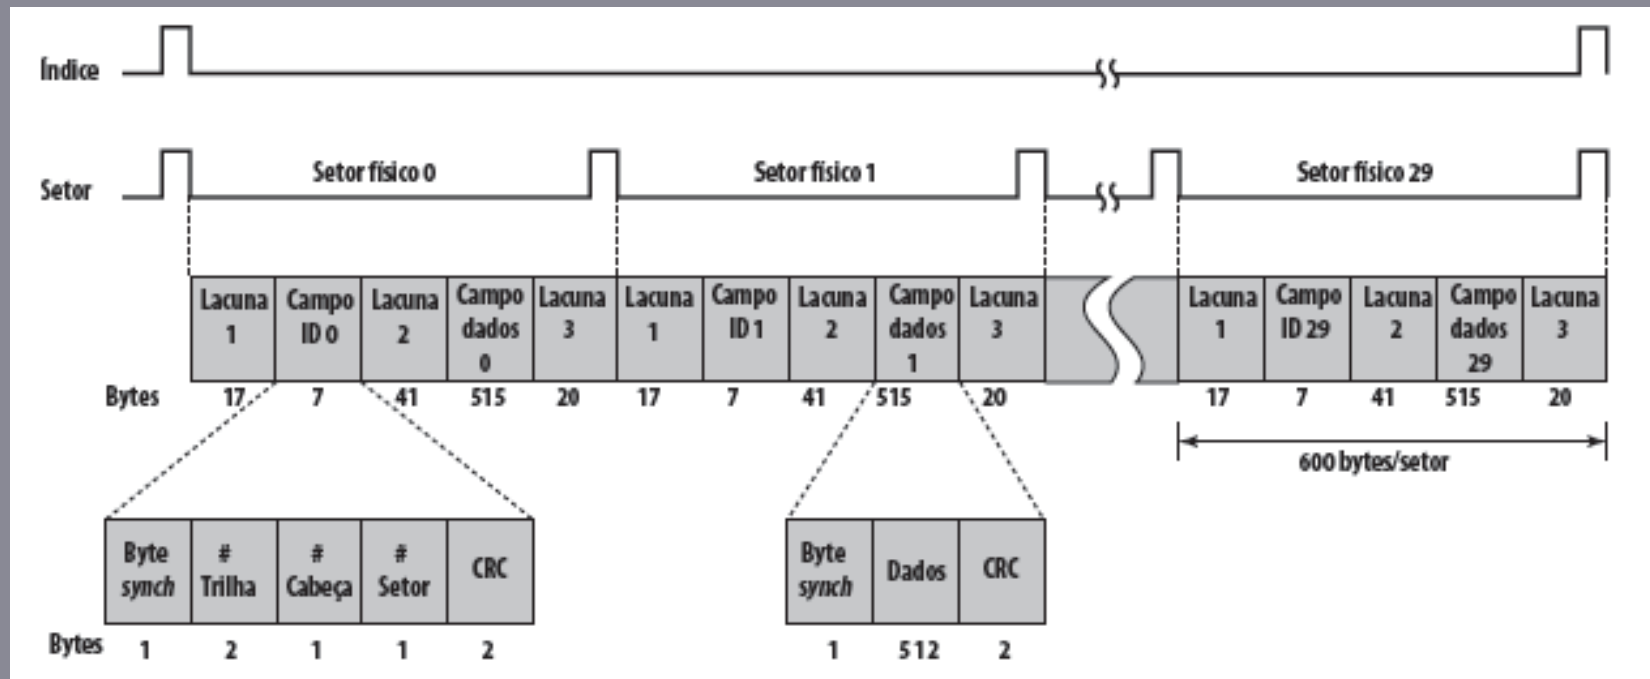 Índice
Setor físico 0 Setor físico 1 Setor físico 29
Setor
Lacuna 1 Campo ID 0 Lacuna 2 Campo dados 0 Lacuna 3 Lacuna 1 Campo ID 1 Lacuna 2 Campo dados 1 Lacuna 3 Lacuna 1 Campo ID 29 Lacuna 2 Campo dados 29 Lacuna 3
Bytes 17 7 41 515 20 17 7 41 515 20 17 7 41 515 20
600 bytes/setor
Byte synch # Trilha # Cabeça # Setor CRC Byte synch Dados CRC
Bytes 1 2 1 1 2 1 512 2